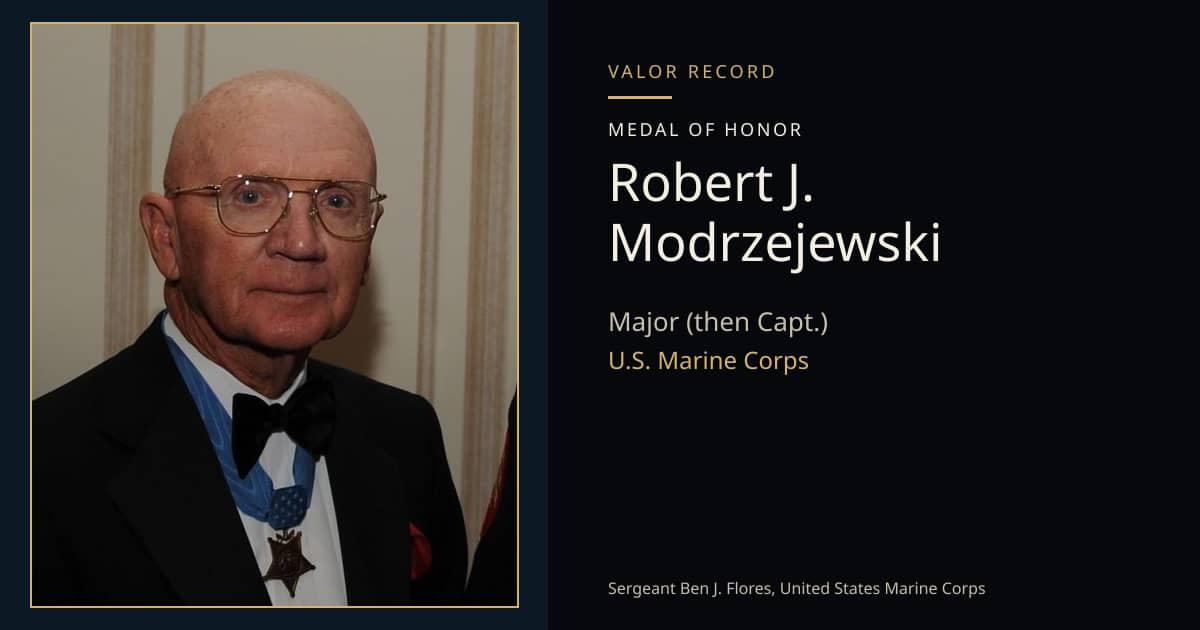 VALOR RECORD
MEDAL OF HONOR
Robert J.
Modrzejewski
Major (then Capt.)
U.S. Marine Corps
Sergeant Ben J. Flores, United States Marine Corps